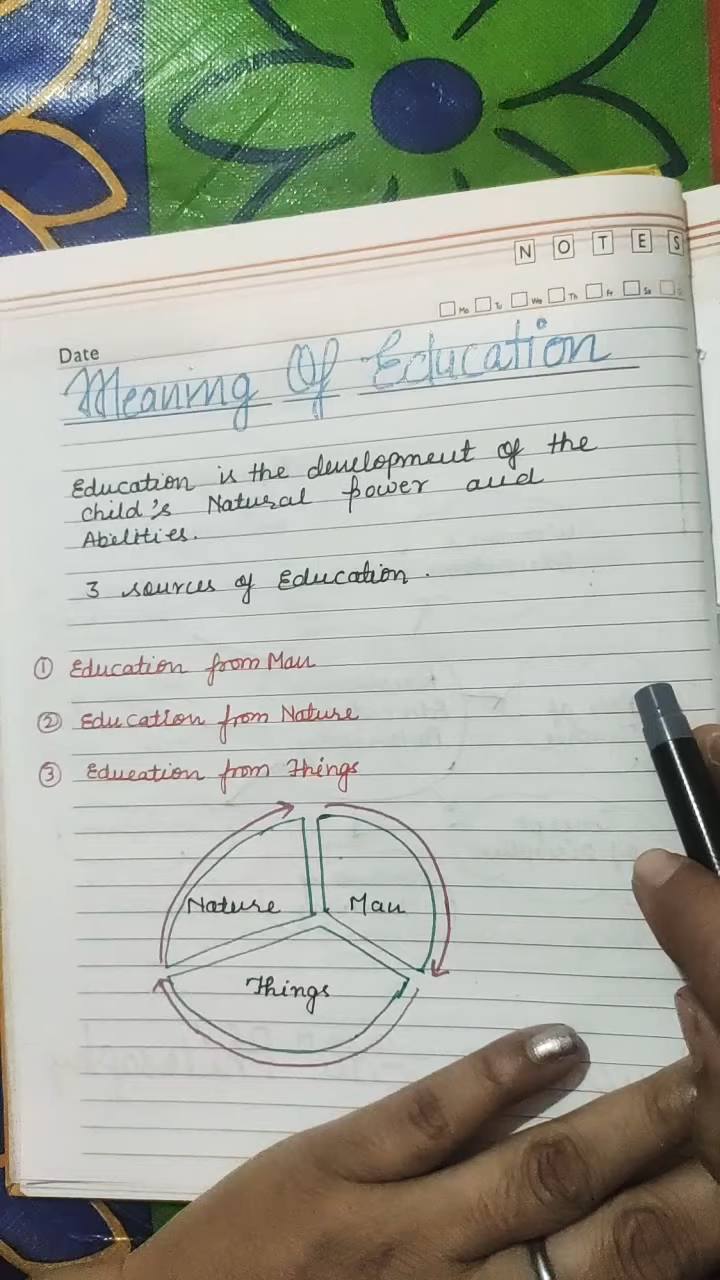 NOTES
Mo Tu We Th Fr Sa
Date
Meaning Of Education
Education is the development of the
child's Natural power and
Abilities.
3 sources of Education.
① Education from Man
② Education from Nature
③ Education from Things
Nature Man
Things